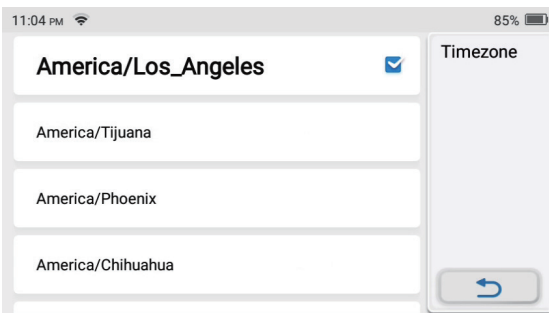 11:04 PM
85%
America/Los_Angeles
Timezone
America/Tijuana
America/Phoenix
America/Chihuahua